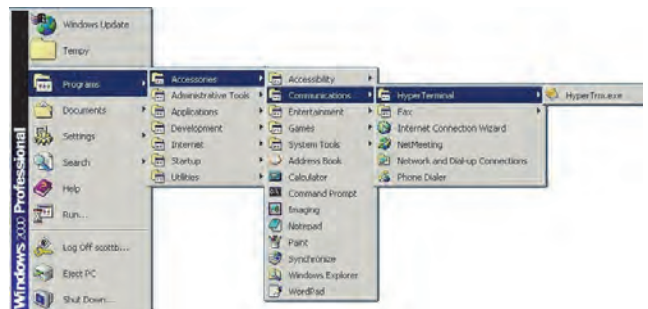 Windows 2000 Professional
Windows Update
Tempy
Programs
Documents
Settings
Search
Help
Run...
Log Off scottb...
Eject PC
Shut Down...
Accessories
Administrative Tools
Applications
Development
Internet
Startup
Utilities
Accessibility
Communications
Entertainment
Games
System Tools
Address Book
Calculator
Command Prompt
Imaging
Notepad
Paint
Synchronize
Windows Explorer
WordPad
HyperTerminal
Fax
Internet Connection Wizard
NetMeeting
Network and Dial-up Connections
Phone Dialer
HyperTrm.exe